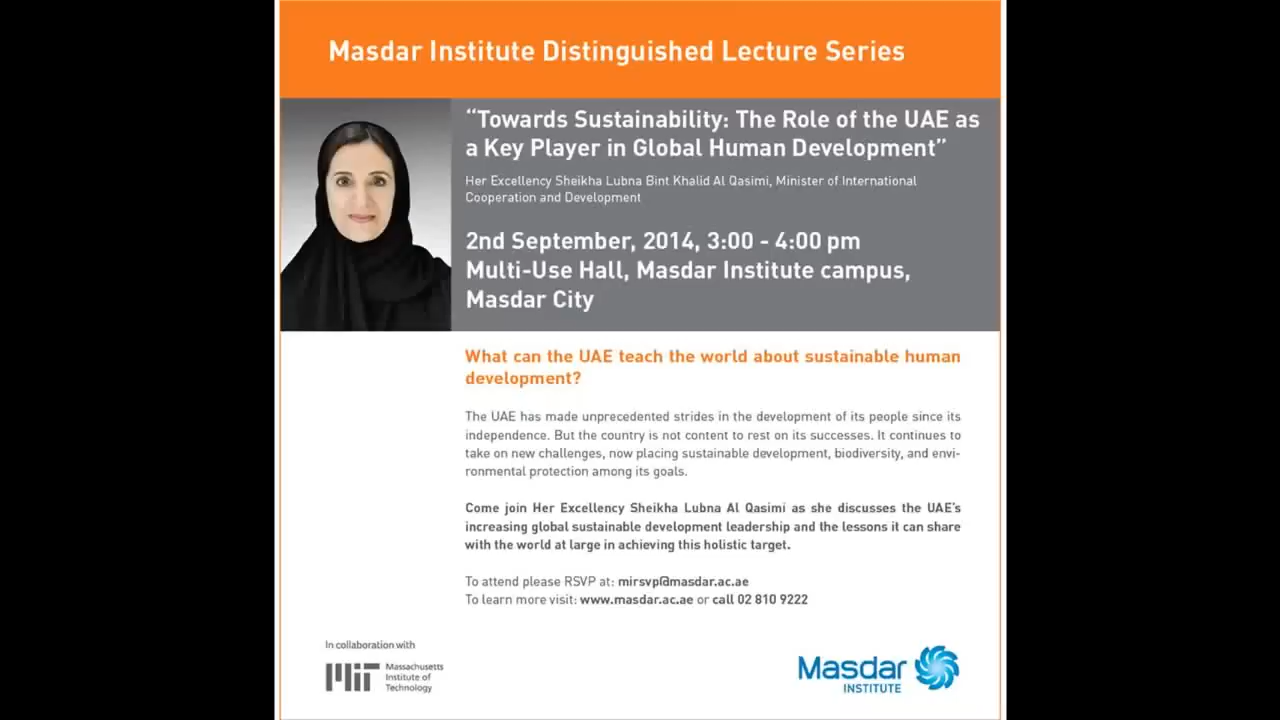 Masdar Institute Distinguished Lecture Series
“Towards Sustainability: The Role of the UAE as
a Key Player in Global Human Development”
Her Excellency Sheikha Lubna Bint Khalid Al Qasimi, Minister of International
Cooperation and Development
2nd September, 2014, 3:00 - 4:00 pm
Multi-Use Hall, Masdar Institute campus,
Masdar City
What can the UAE teach the world about sustainable human
development?
The UAE has made unprecedented strides in the development of its people since its
independence. But the country is not content to rest on its successes. It continues to
take on new challenges, now placing sustainable development, biodiversity, and envi-
ronmental protection among its goals.
Come join Her Excellency Sheikha Lubna Al Qasimi as she discusses the UAE’s
increasing global sustainable development leadership and the lessons it can share
with the world at large in achieving this holistic target.
To attend please RSVP at: mirsvp@masdar.ac.ae
To learn more visit: www.masdar.ac.ae or call 02 810 9222
In collaboration with
MIT Massachusetts
Institute of
Technology
Masdar
INSTITUTE